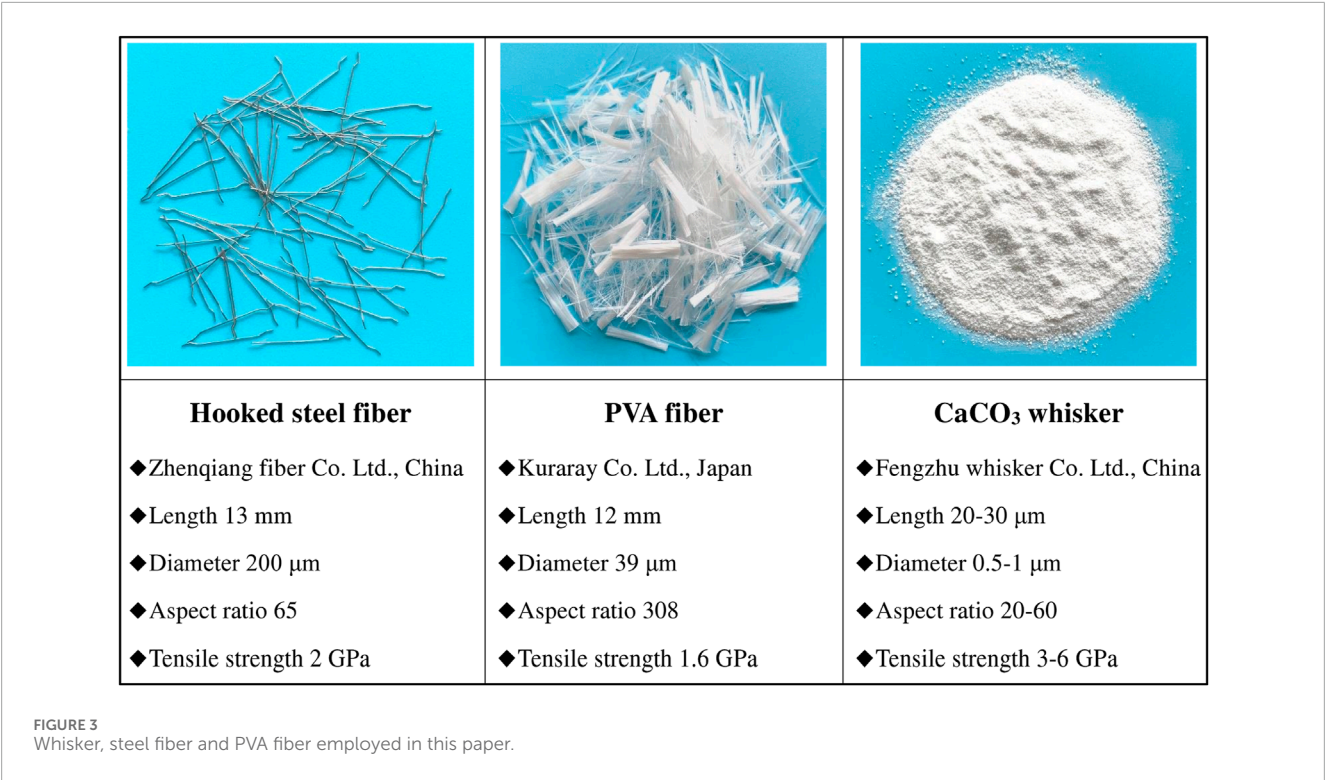 Hooked steel fiber
◆Zhenqiang fiber Co. Ltd., China
◆Length 13 mm
◆Diameter 200 μm
◆Aspect ratio 65
◆Tensile strength 2 GPa
PVA fiber
◆Kuraray Co. Ltd., Japan
◆Length 12 mm
◆Diameter 39 μm
◆Aspect ratio 308
◆Tensile strength 1.6 GPa
CaCO₃ whisker
◆Fengzhu whisker Co. Ltd., China
◆Length 20-30 μm
◆Diameter 0.5-1 μm
◆Aspect ratio 20-60
◆Tensile strength 3-6 GPa
FIGURE 3
Whisker, steel fiber and PVA fiber employed in this paper.